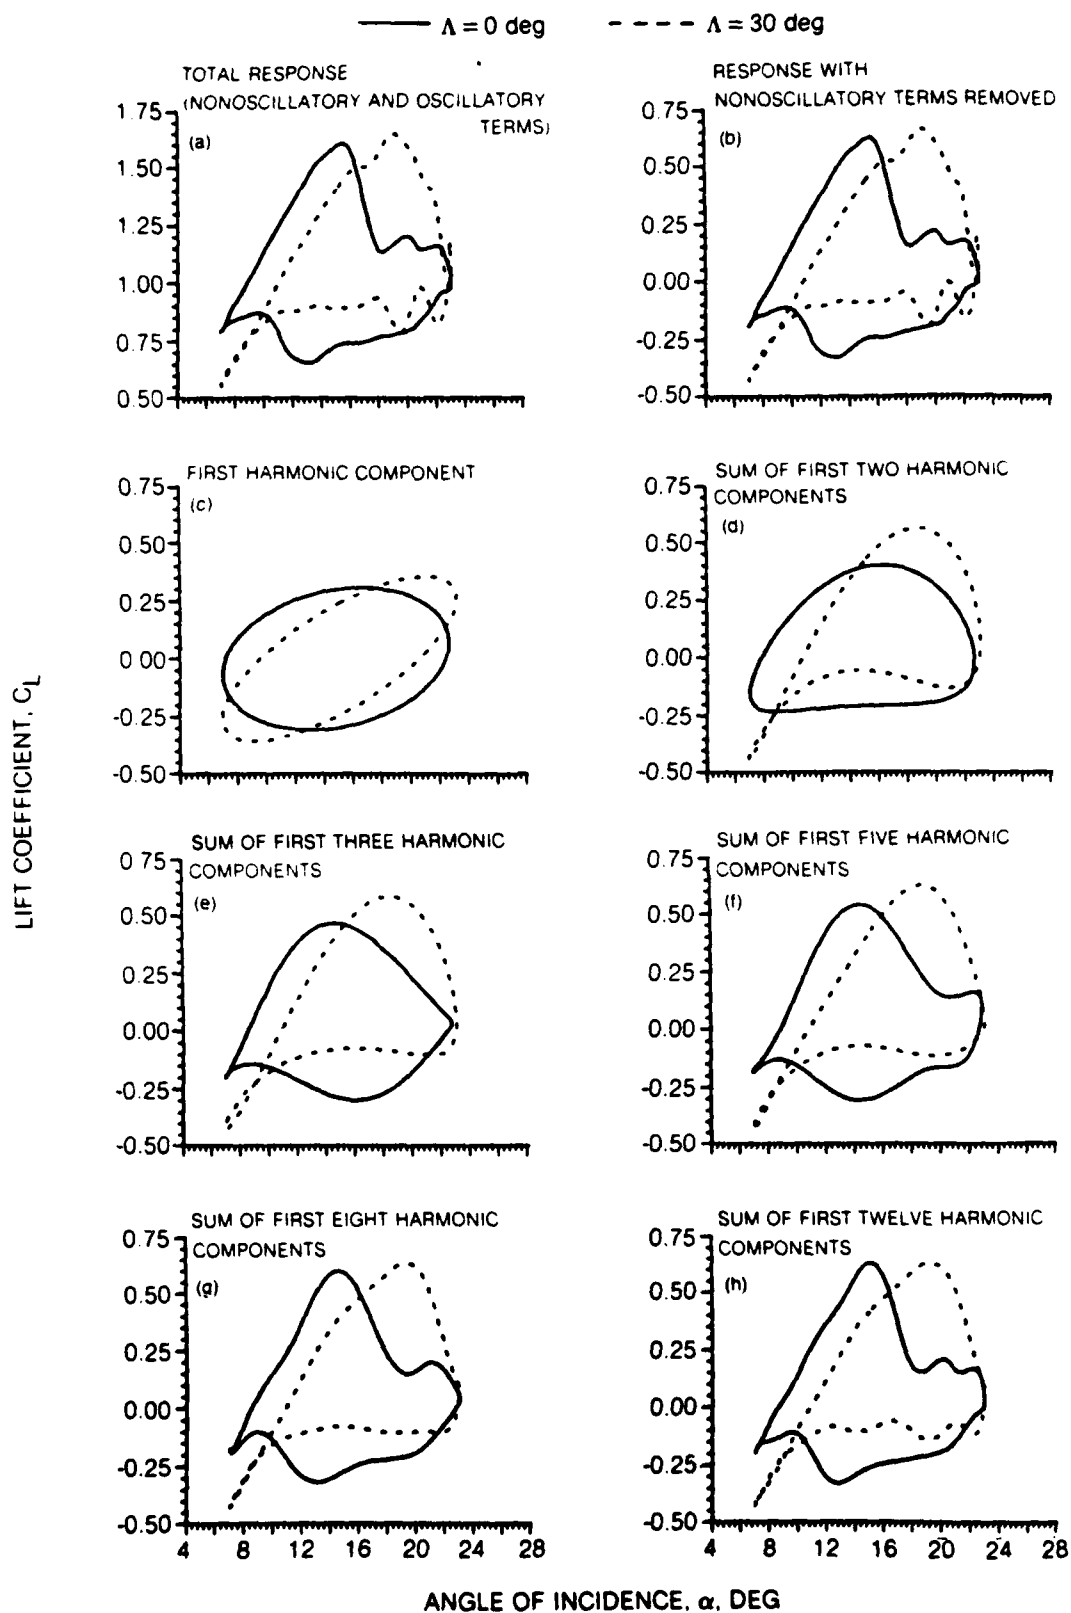 Λ = 0 deg
Λ = 30 deg
TOTAL RESPONSE
(NONOSCILLATORY AND OSCILLATORY
TERMS)
(a)
1.75
1.50
1.25
1.00
0.75
0.50
RESPONSE WITH
NONOSCILLATORY TERMS REMOVED
(b)
0.75
0.50
0.25
0.00
-0.25
-0.50
FIRST HARMONIC COMPONENT
(c)
0.75
0.50
0.25
0.00
-0.25
-0.50
SUM OF FIRST TWO HARMONIC
COMPONENTS
(d)
0.75
0.50
0.25
0.00
-0.25
-0.50
LIFT COEFFICIENT, CL
SUM OF FIRST THREE HARMONIC
COMPONENTS
(e)
0.75
0.50
0.25
0.00
-0.25
-0.50
SUM OF FIRST FIVE HARMONIC
COMPONENTS
(f)
0.75
0.50
0.25
0.00
-0.25
-0.50
SUM OF FIRST EIGHT HARMONIC
COMPONENTS
(g)
0.75
0.50
0.25
0.00
-0.25
-0.50
4 8 12 16 20 24 28
SUM OF FIRST TWELVE HARMONIC
COMPONENTS
(h)
0.75
0.50
0.25
0.00
-0.25
-0.50
4 8 12 16 20 24 28
ANGLE OF INCIDENCE, α, DEG